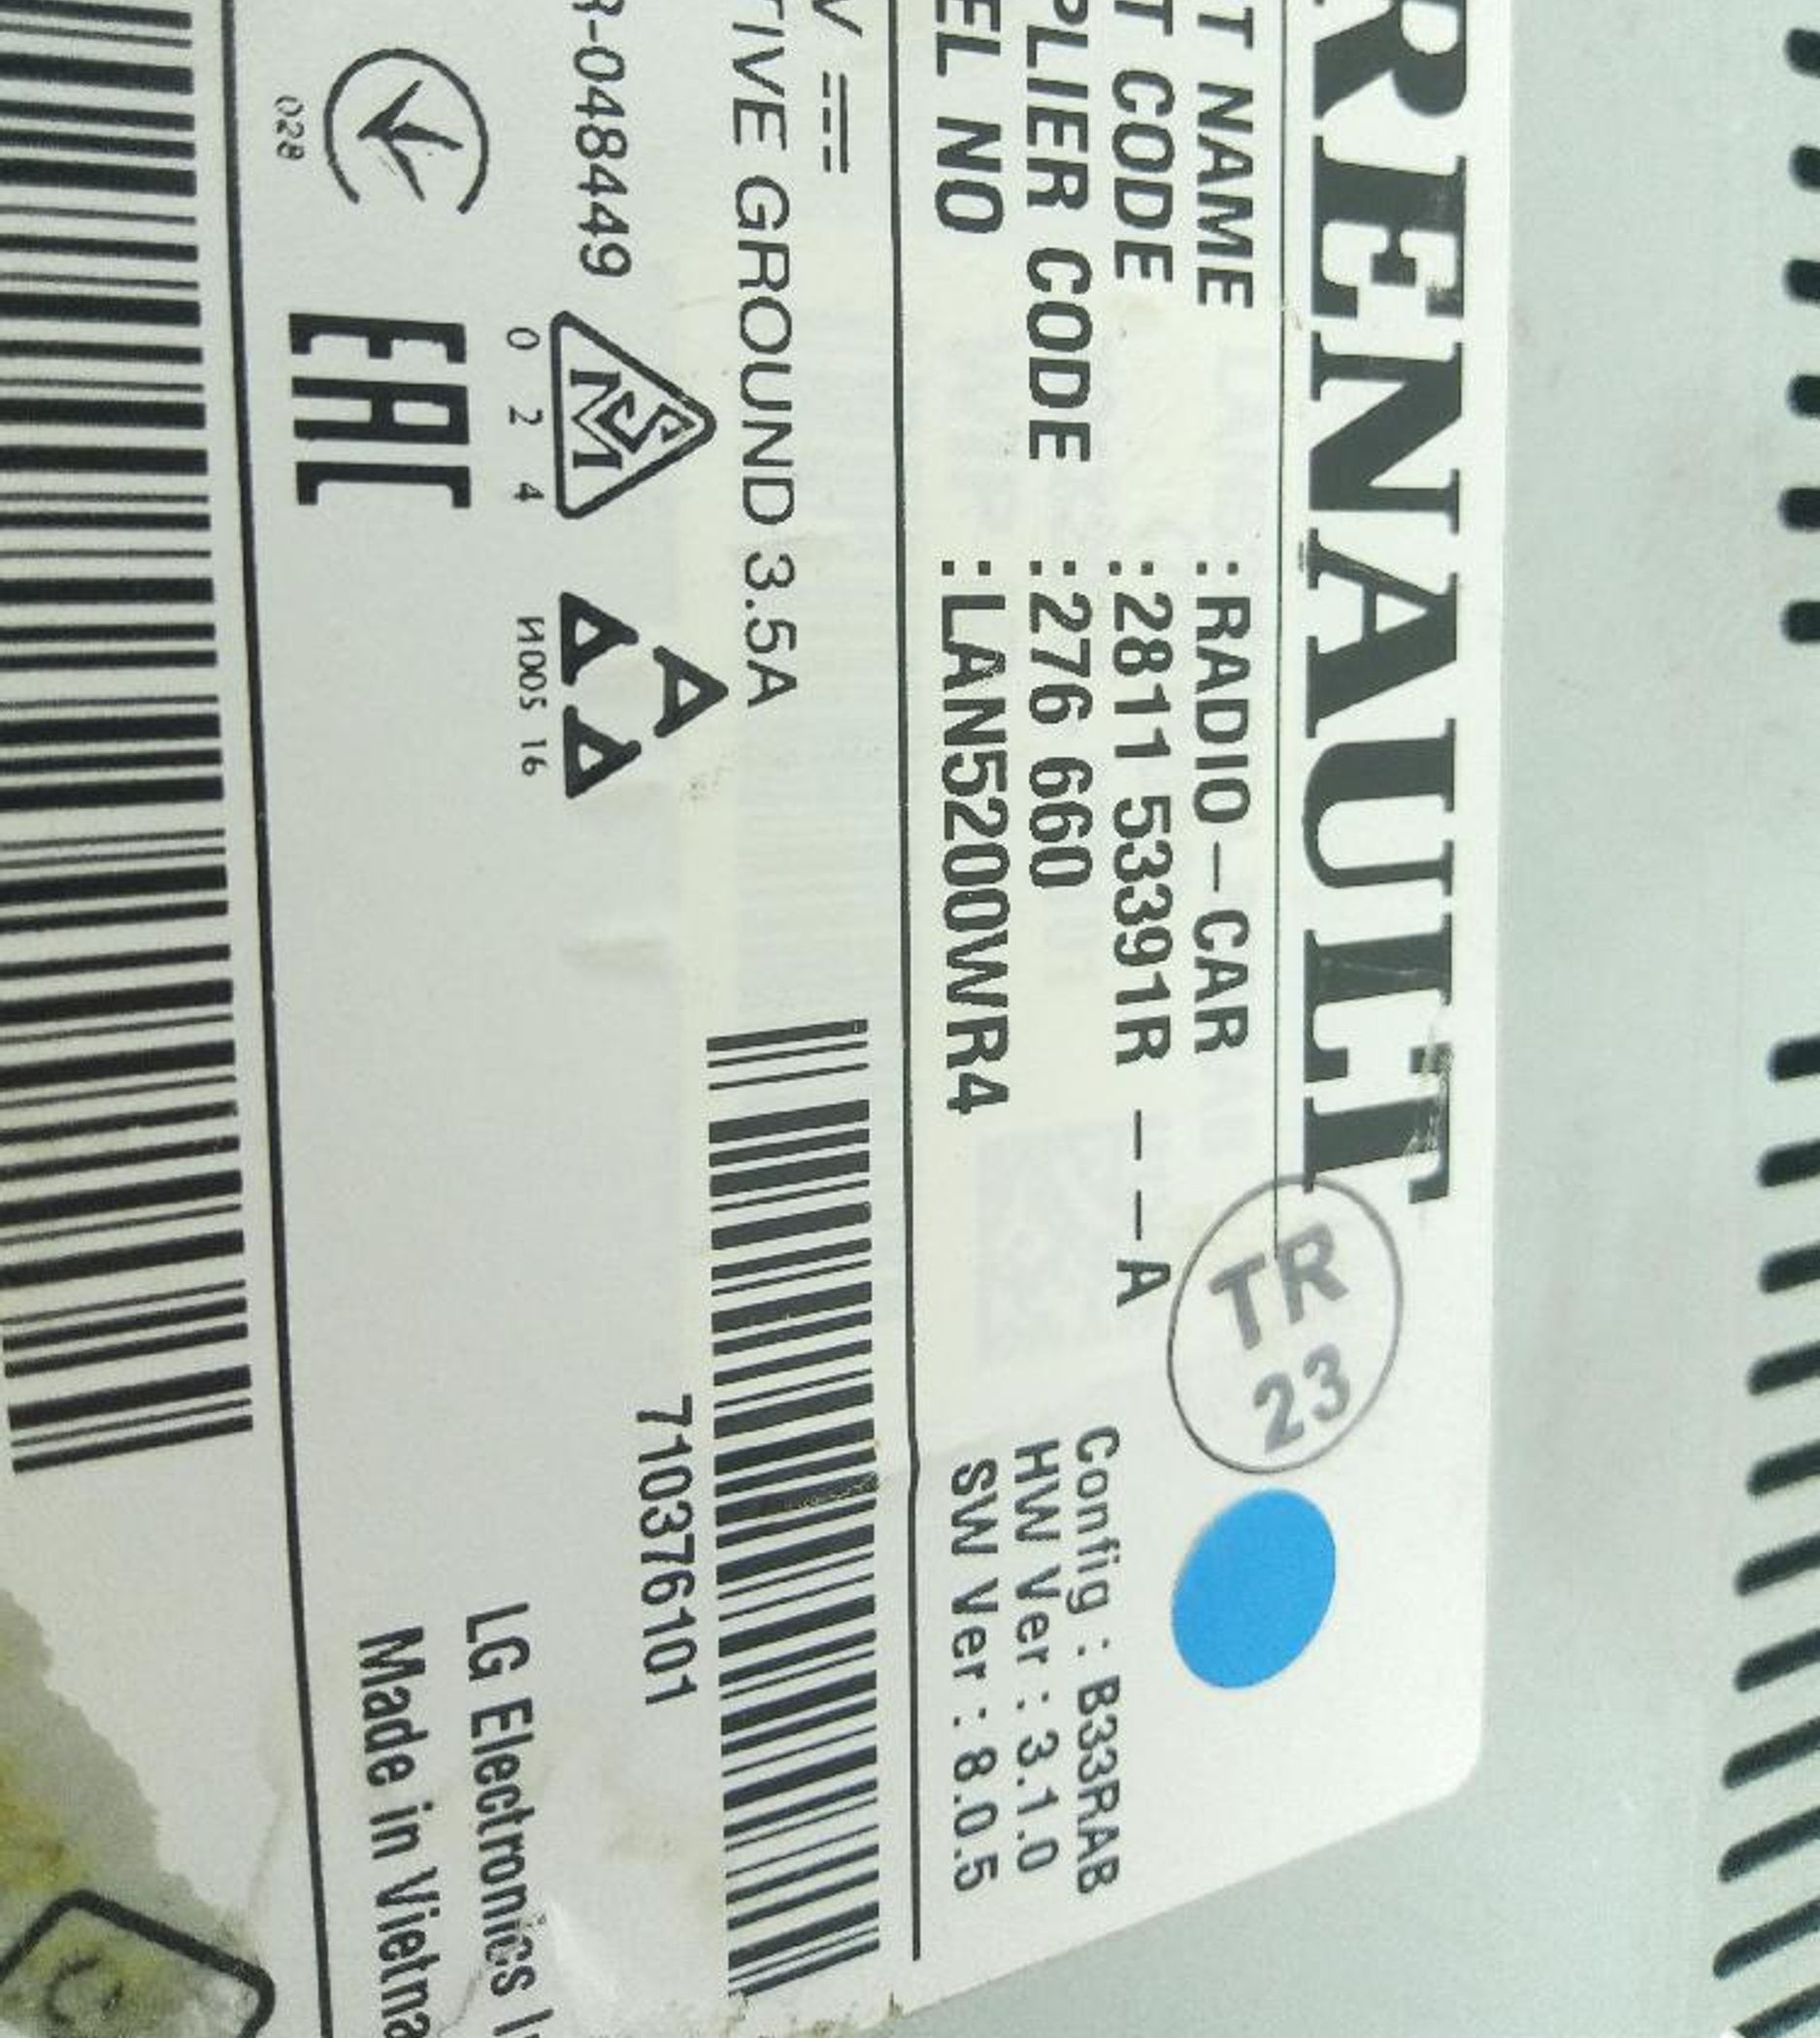 RENAULT
T NAME :RADIO-CAR
T CODE :2811 53391R --A
PLIER CODE :276 660
EL NO :LAN5200WR4
TR
23
Config : B33RAB
HW Ver : 3.1.0
SW Ver : 8.0.5
V
TIVE GROUND 3.5A
R-048449
0 2 4
И005 16
710376101
028
EAC
LG Electronics
Made in Vietna